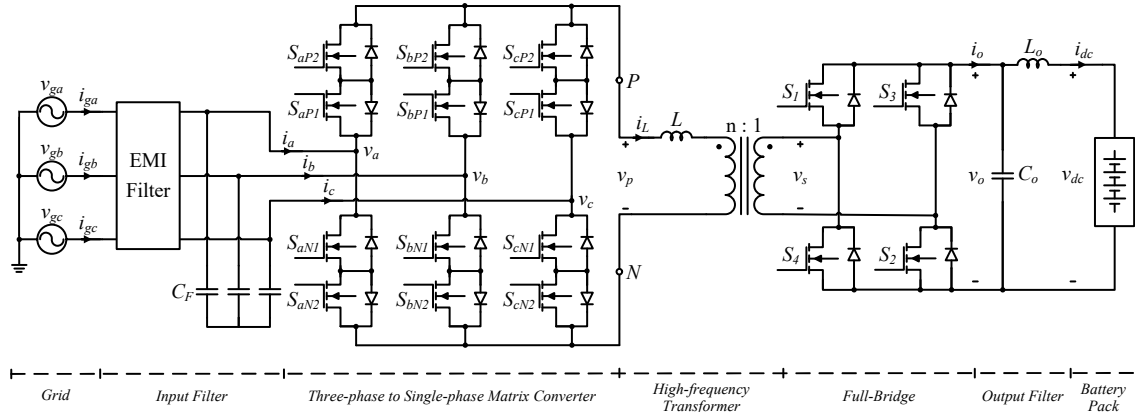 S_aP2 S_bP2 S_cP2
S_aP1 S_bP1 S_cP1
v_ga i_ga
v_gb i_gb
v_gc i_gc
EMI
Filter
i_a v_a
i_b v_b
i_c v_c
C_F
S_aN1 S_bN1 S_cN1
S_aN2 S_bN2 S_cN2
P
N
i_L L n : 1
+ v_p -
+ v_s -
S_1 S_3
S_4 S_2
i_o L_o i_dc
+ v_o - C_o + v_dc -
Grid
Input Filter
Three-phase to Single-phase Matrix Converter
High-frequency
Transformer
Full-Bridge
Output Filter
Battery
Pack